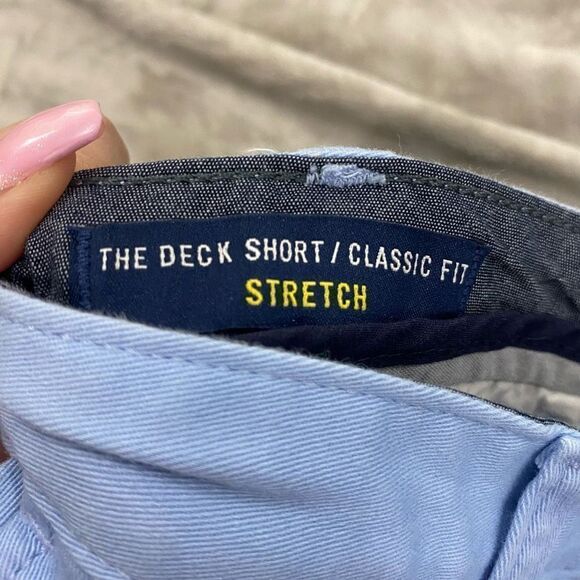 THE DECK SHORT / CLASSIC FIT
STRETCH